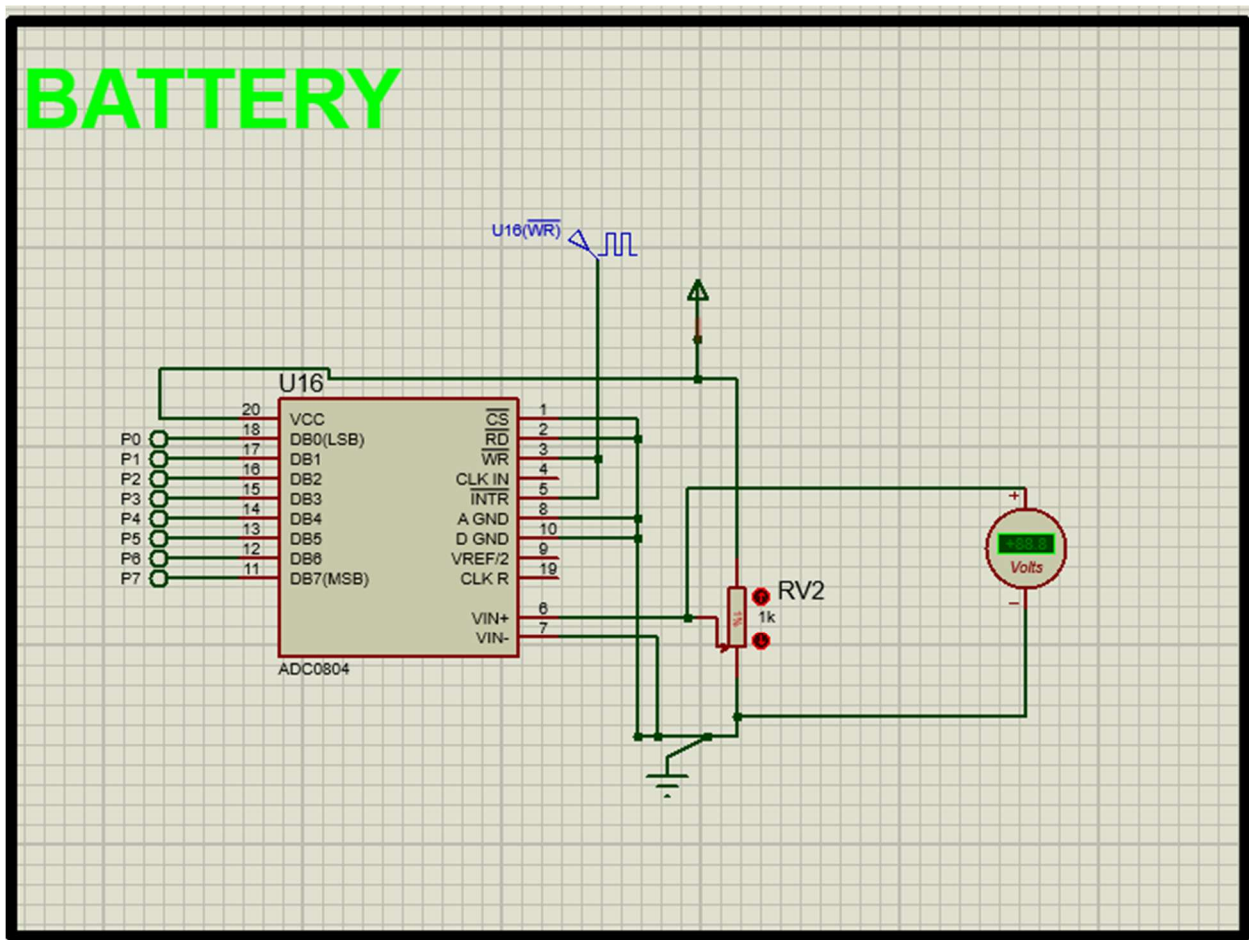 BATTERY
U16(WR)
U16
20 VCC CS 1
P0 18 DB0(LSB) RD 2
P1 17 DB1 WR 3
P2 16 DB2 CLK IN 4
P3 15 DB3 INTR 5
P4 14 DB4 A GND 8
P5 13 DB5 D GND 10
P6 12 DB6 VREF/2 9
P7 11 DB7(MSB) CLK R 19
VIN+ 6
VIN- 7
ADC0804
RV2
1k
1%
+
+88.8
Volts
−